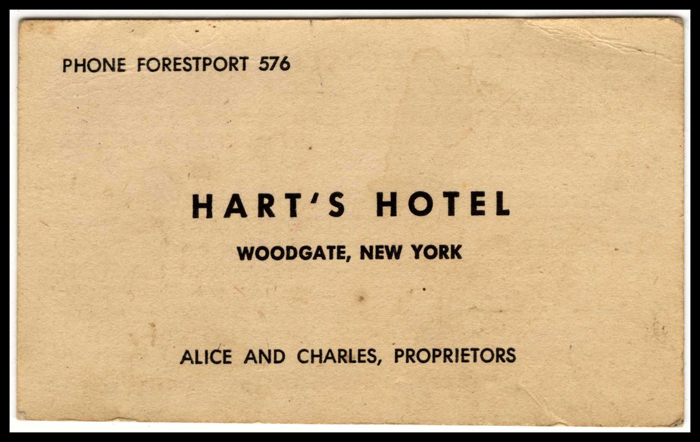 PHONE FORESTPORT 576
HART'S HOTEL
WOODGATE, NEW YORK
ALICE AND CHARLES, PROPRIETORS